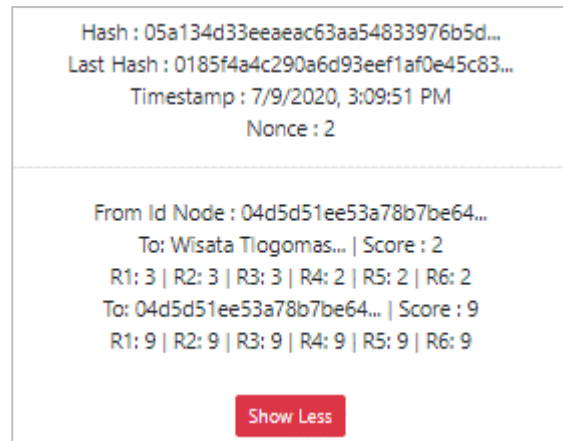 Hash : 05a134d33eeaeac63aa54833976b5d...
Last Hash : 0185f4a4c290a6d93eef1af0e45c83...
Timestamp : 7/9/2020, 3:09:51 PM
Nonce : 2
From Id Node : 04d5d51ee53a78b7be64...
To: Wisata Tlogomas... | Score : 2
R1: 3 | R2: 3 | R3: 3 | R4: 2 | R5: 2 | R6: 2
To: 04d5d51ee53a78b7be64... | Score : 9
R1: 9 | R2: 9 | R3: 9 | R4: 9 | R5: 9 | R6: 9
Show Less